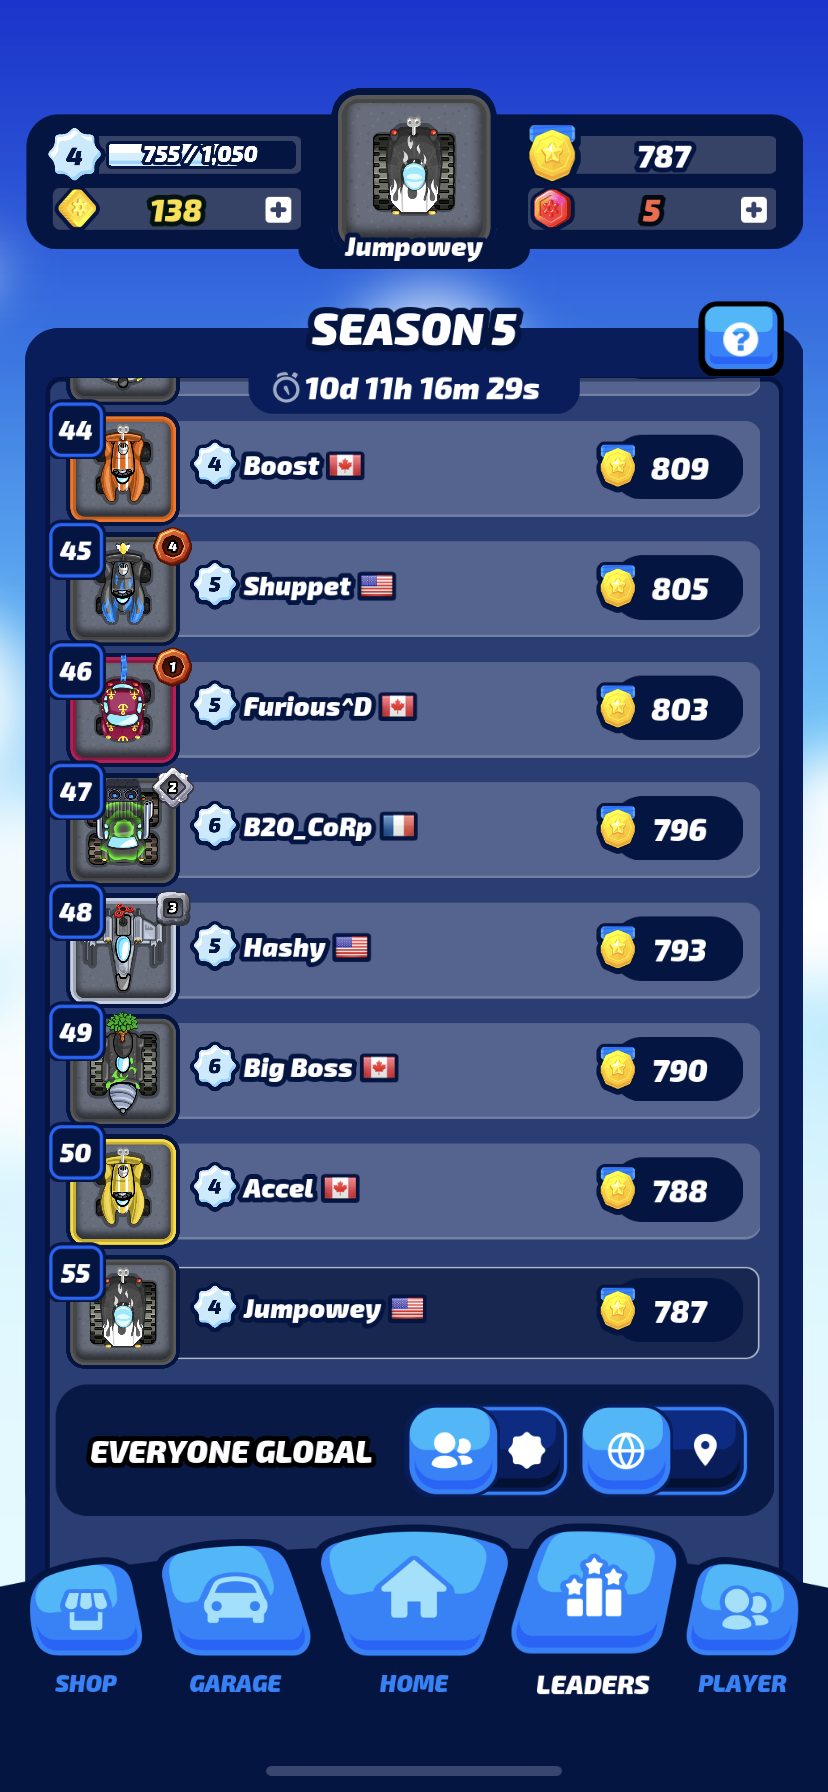 4 755/1,050 787
138 5
Jumpowey
SEASON 5
10d 11h 16m 29s
44 4 Boost 809
45 4 5 Shuppet 805
46 1 5 Furious^D 803
47 2 6 B2O_CoRp 796
48 3 5 Hashy 793
49 6 Big Boss 790
50 4 Accel 788
55 4 Jumpowey 787
EVERYONE GLOBAL
SHOP GARAGE HOME LEADERS PLAYER